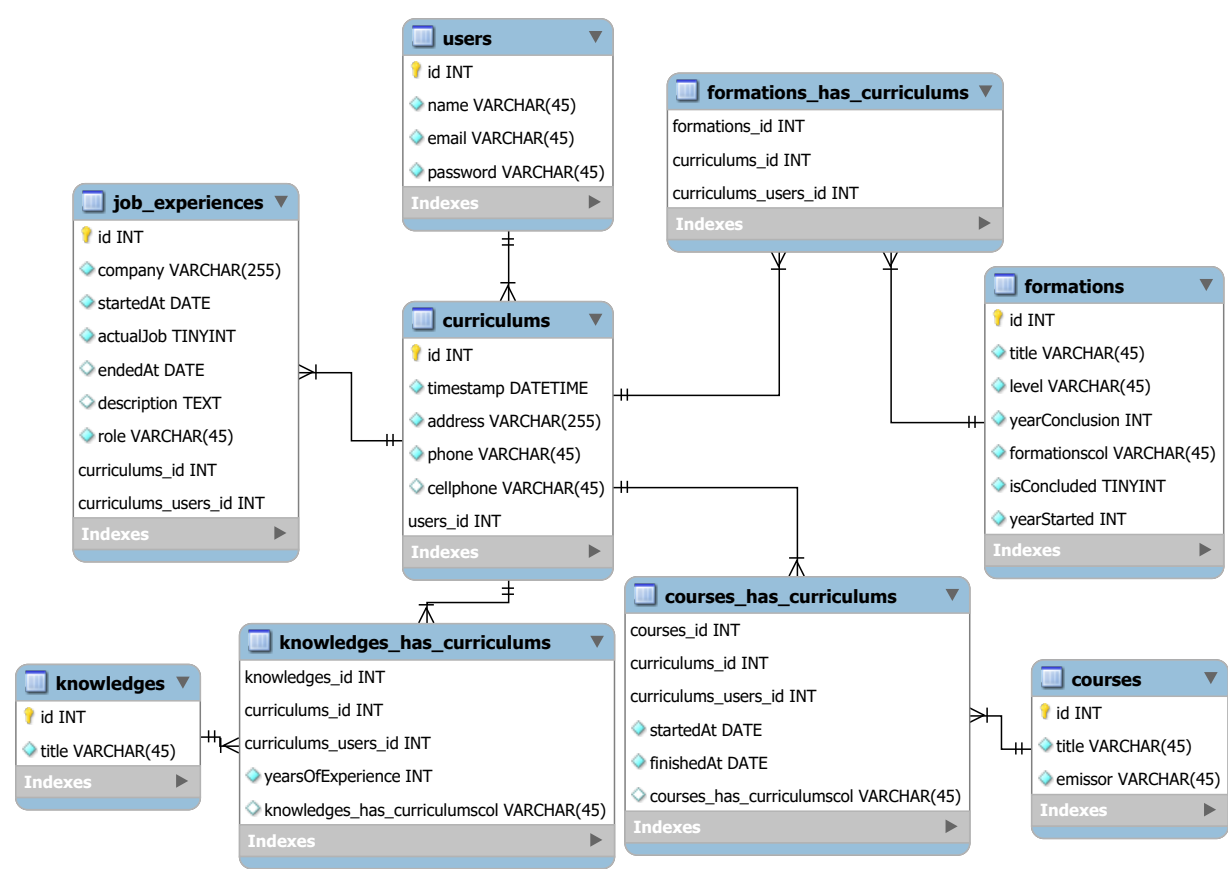 users
id INT
name VARCHAR(45)
email VARCHAR(45)
password VARCHAR(45)
Indexes
formations_has_curriculums
formations_id INT
curriculums_id INT
curriculums_users_id INT
Indexes
job_experiences
id INT
company VARCHAR(255)
startedAt DATE
actualJob TINYINT
endedAt DATE
description TEXT
role VARCHAR(45)
curriculums_id INT
curriculums_users_id INT
Indexes
curriculums
id INT
timestamp DATETIME
address VARCHAR(255)
phone VARCHAR(45)
cellphone VARCHAR(45)
users_id INT
Indexes
formations
id INT
title VARCHAR(45)
level VARCHAR(45)
yearConclusion INT
formationscol VARCHAR(45)
isConcluded TINYINT
yearStarted INT
Indexes
knowledges
id INT
title VARCHAR(45)
Indexes
knowledges_has_curriculums
knowledges_id INT
curriculums_id INT
curriculums_users_id INT
yearsOfExperience INT
knowledges_has_curriculumscol VARCHAR(45)
Indexes
courses_has_curriculums
courses_id INT
curriculums_id INT
curriculums_users_id INT
startedAt DATE
finishedAt DATE
courses_has_curriculumscol VARCHAR(45)
Indexes
courses
id INT
title VARCHAR(45)
emissor VARCHAR(45)
Indexes